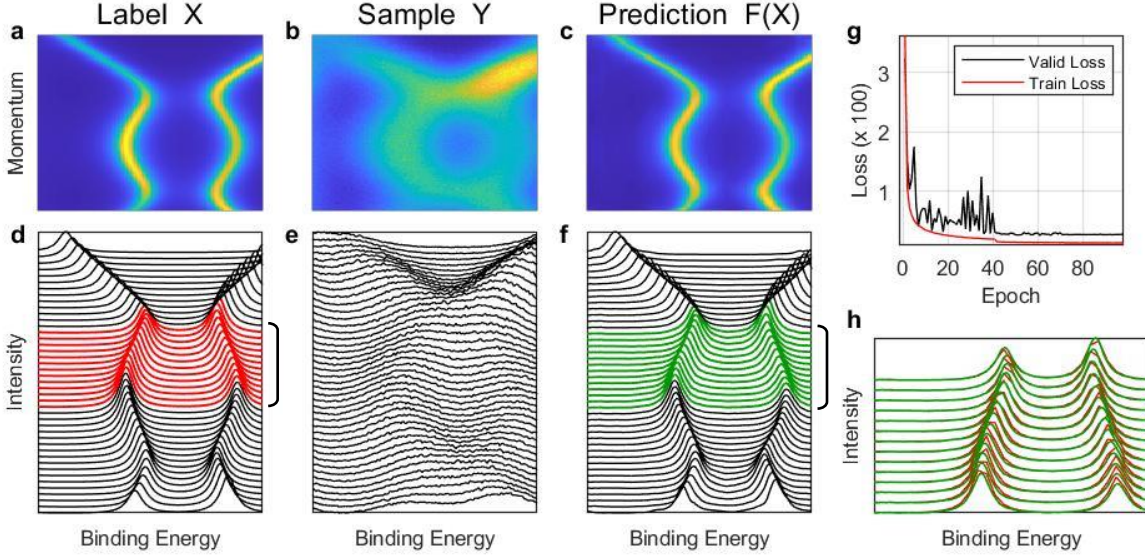 Label X
Sample Y
Prediction F(X)
a
b
c
g
Momentum
Loss (x 100)
3
2
1
Valid Loss
Train Loss
0
20
40
60
80
Epoch
d
e
f
h
Intensity
Intensity
Binding Energy
Binding Energy
Binding Energy
Binding Energy